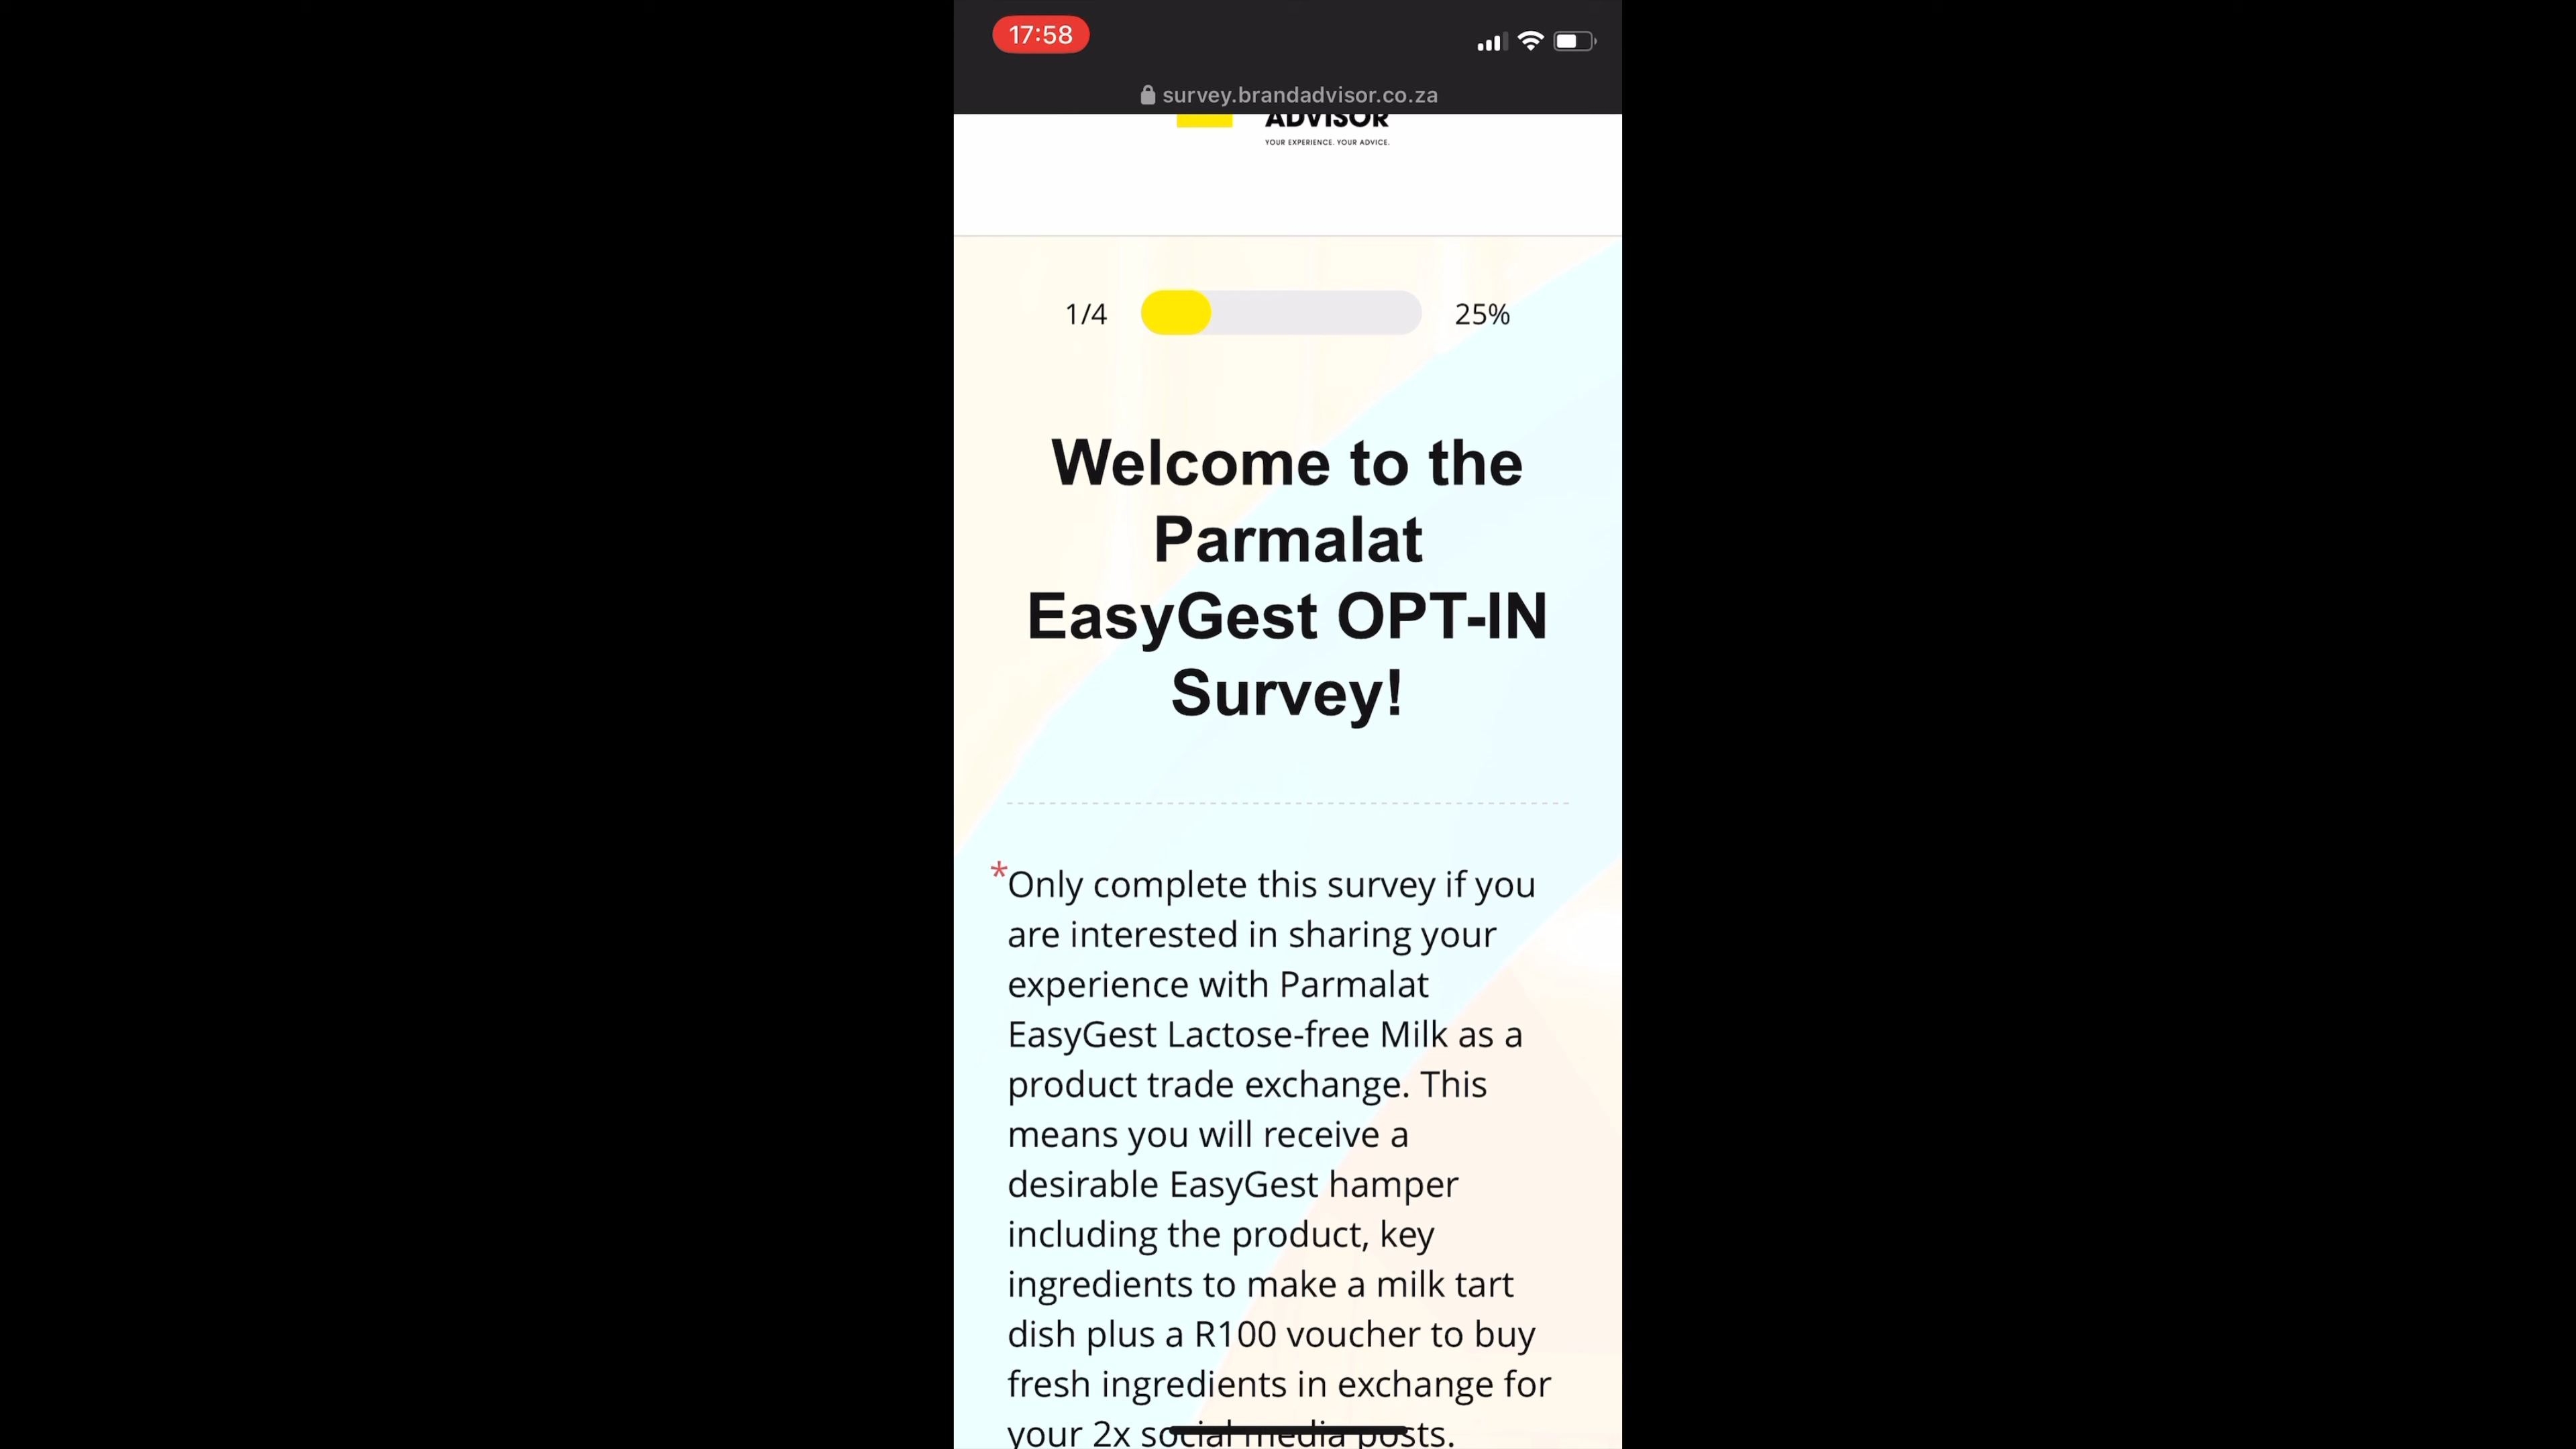 17:58
survey.brandadvisor.co.za
ADVISOR
YOUR EXPERIENCE. YOUR ADVICE.
1/4 25%
Welcome to the
Parmalat
EasyGest OPT-IN
Survey!
*Only complete this survey if you
are interested in sharing your
experience with Parmalat
EasyGest Lactose-free Milk as a
product trade exchange. This
means you will receive a
desirable EasyGest hamper
including the product, key
ingredients to make a milk tart
dish plus a R100 voucher to buy
fresh ingredients in exchange for
your 2x social media posts.